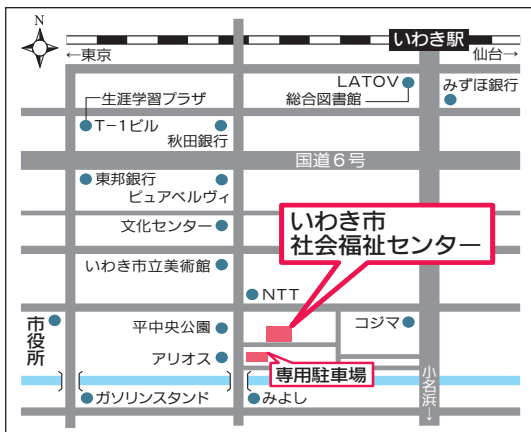 N
いわき駅
←東京
仙台→
LATOV
みずほ銀行
生涯学習プラザ
総合図書館
T-1ビル
秋田銀行
国道6号
東邦銀行
ピュアベルヴィ
文化センター
いわき市
社会福祉センター
いわき市立美術館
NTT
市役所
平中央公園
コジマ
アリオス
専用駐車場
小名浜→
ガソリンスタンド
みよし